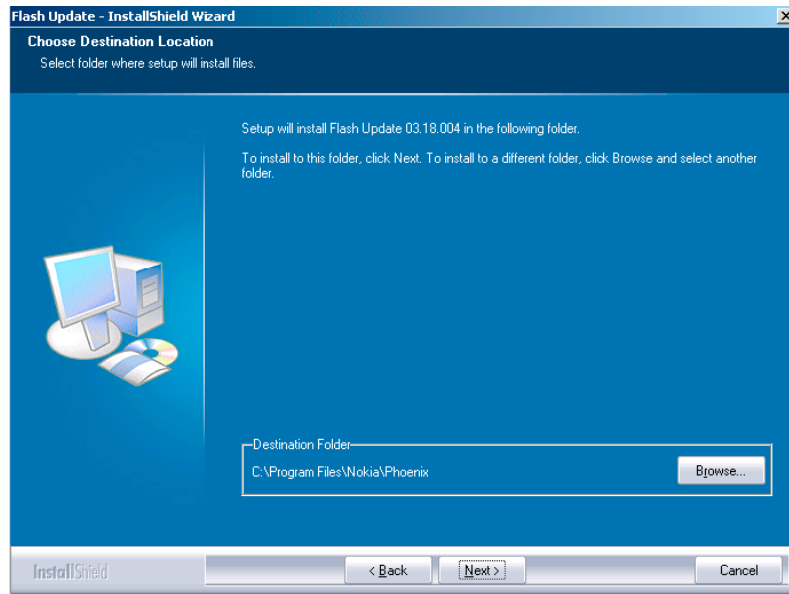 Flash Update - InstallShield Wizard
Choose Destination Location
Select folder where setup will install files.
Setup will install Flash Update 03.18.004 in the following folder.
To install to this folder, click Next. To install to a different folder, click Browse and select another
folder.
Destination Folder
C:\Program Files\Nokia\Phoenix
Browse...
InstallShield
< Back
Next >
Cancel